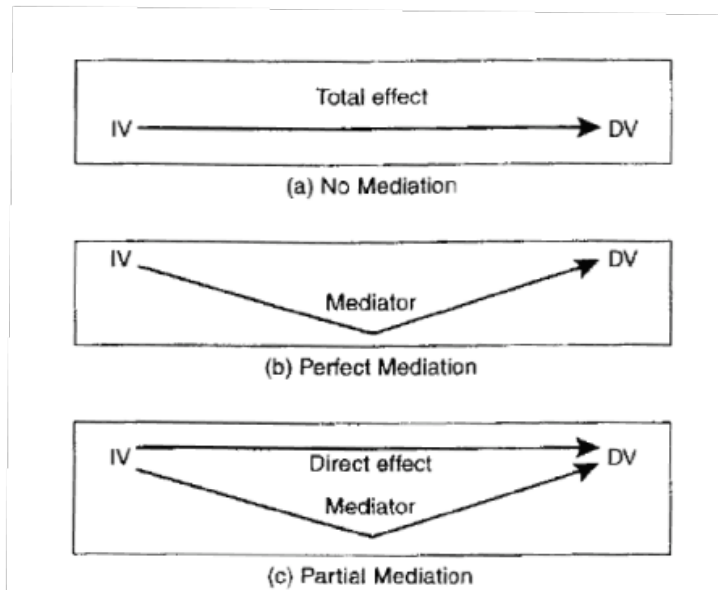 Total effect
IV DV
(a) No Mediation
IV DV
Mediator
(b) Perfect Mediation
IV DV
Direct effect
Mediator
(c) Partial Mediation